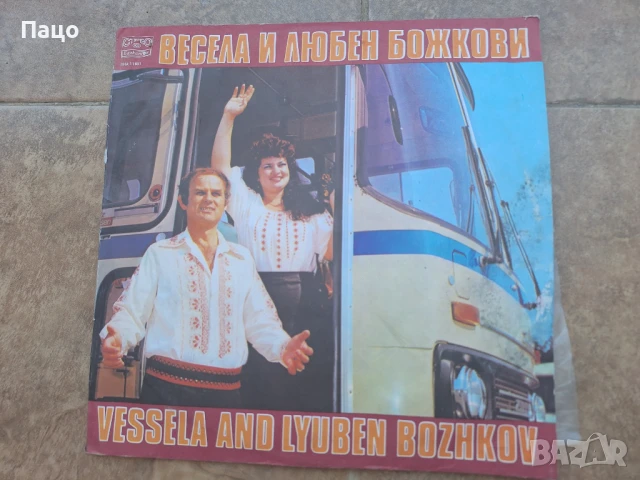 Пацо
ВЕСЕЛА И ЛЮБЕН БОЖКОВИ
VESSELA AND LYUBEN BOZHKOV
BAZAR